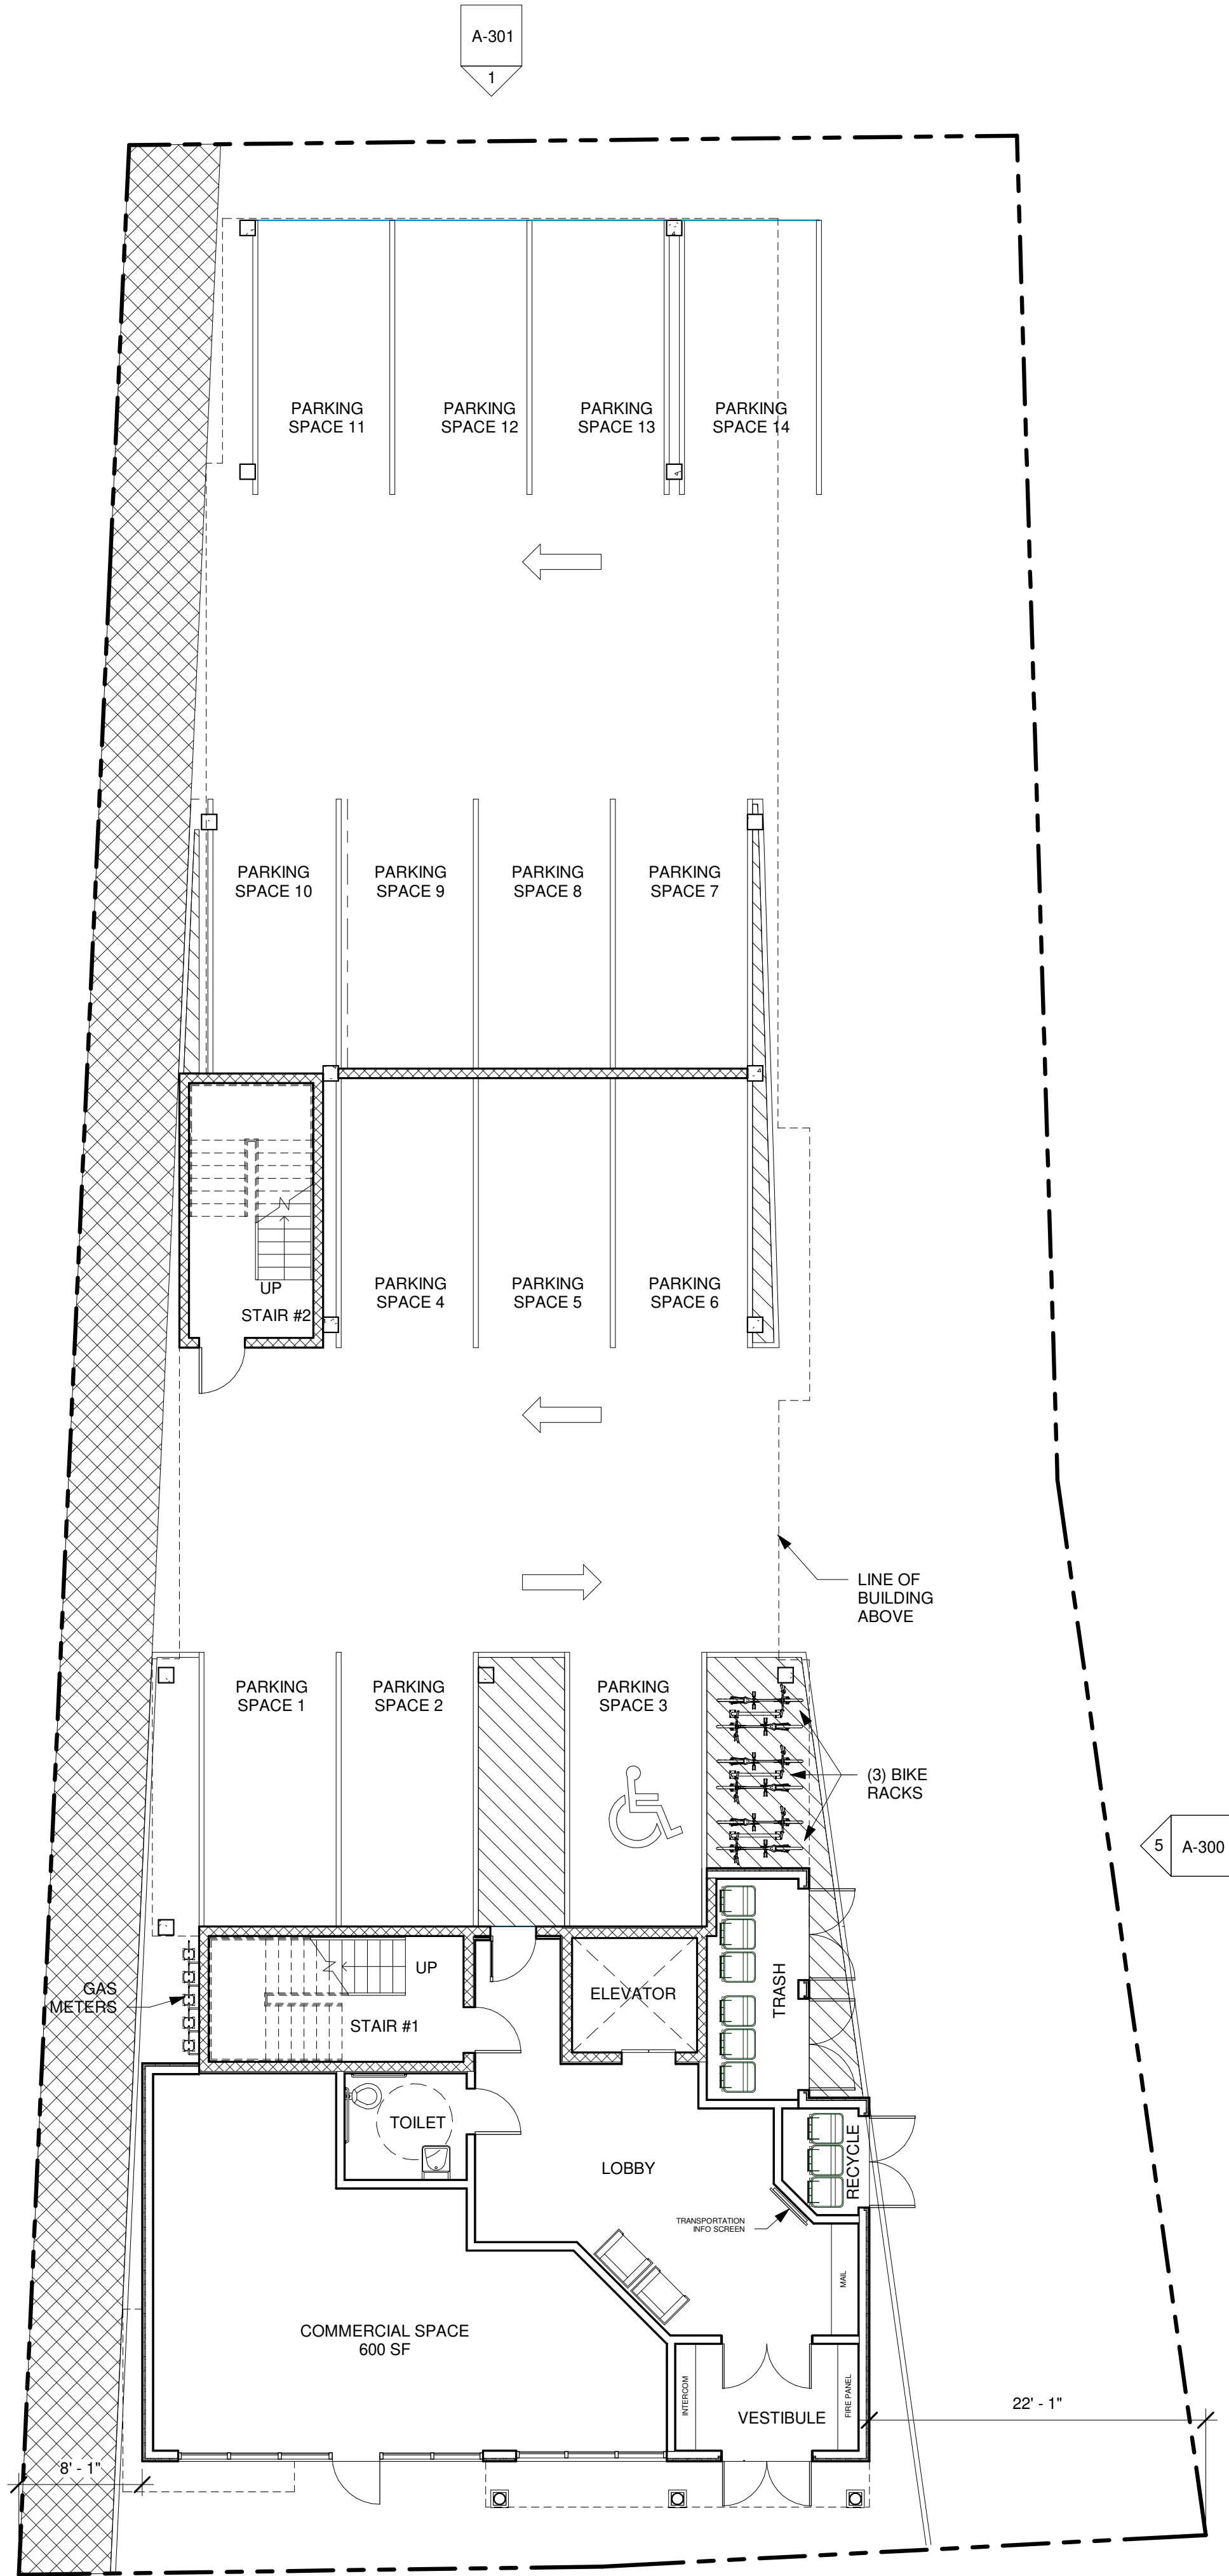 A-301
1
PARKING
SPACE 11
PARKING
SPACE 12
PARKING
SPACE 13
PARKING
SPACE 14
PARKING
SPACE 10
PARKING
SPACE 9
PARKING
SPACE 8
PARKING
SPACE 7
UP
STAIR #2
PARKING
SPACE 4
PARKING
SPACE 5
PARKING
SPACE 6
LINE OF
BUILDING
ABOVE
PARKING
SPACE 1
PARKING
SPACE 2
PARKING
SPACE 3
(3) BIKE
RACKS
5
A-300
GAS
METERS
UP
STAIR #1
ELEVATOR
TRASH
TOILET
LOBBY
RECYCLE
TRANSPORTATION
INFO SCREEN
MAIL
COMMERCIAL SPACE
600 SF
INTERCOM
VESTIBULE
FIRE PANEL
22' - 1"
8' - 1"